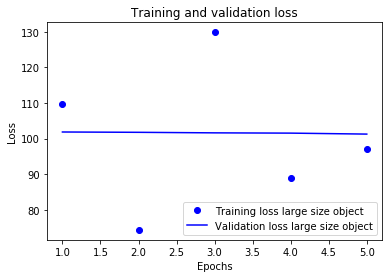 Training and validation loss
130
120
110
100
90
80
Loss
Training loss large size object
Validation loss large size object
1.0 1.5 2.0 2.5 3.0 3.5 4.0 4.5 5.0
Epochs